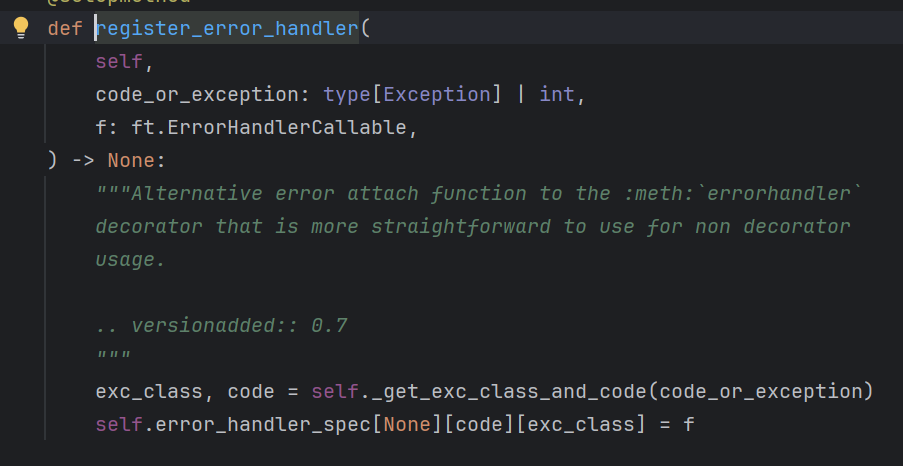 @setupmethod
def register_error_handler(
    self,
    code_or_exception: type[Exception] | int,
    f: ft.ErrorHandlerCallable,
) -> None:
    """Alternative error attach function to the :meth:`errorhandler`
    decorator that is more straightforward to use for non decorator
    usage.
    .. versionadded:: 0.7
    """
    exc_class, code = self._get_exc_class_and_code(code_or_exception)
    self.error_handler_spec[None][code][exc_class] = f